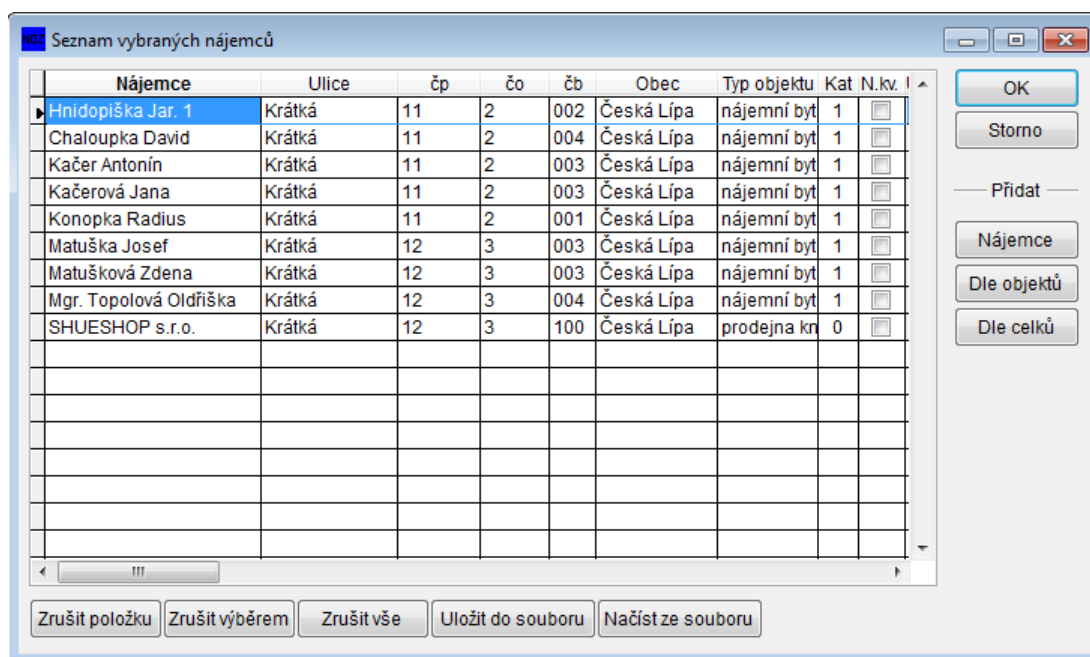 NOZ Seznam vybraných nájemců
Nájemce Ulice čp čo čb Obec Typ objektu Kat N.kv.
Hnidopiška Jar. 1 Krátká 11 2 002 Česká Lípa nájemní byt 1
Chaloupka David Krátká 11 2 004 Česká Lípa nájemní byt 1
Kačer Antonín Krátká 11 2 003 Česká Lípa nájemní byt 1
Kačerová Jana Krátká 11 2 003 Česká Lípa nájemní byt 1
Konopka Radius Krátká 11 2 001 Česká Lípa nájemní byt 1
Matuška Josef Krátká 12 3 003 Česká Lípa nájemní byt 1
Matušková Zdena Krátká 12 3 003 Česká Lípa nájemní byt 1
Mgr. Topolová Oldřiška Krátká 12 3 004 Česká Lípa nájemní byt 1
SHUESHOP s.r.o. Krátká 12 3 100 Česká Lípa prodejna kn 0
OK
Storno
Přidat
Nájemce
Dle objektů
Dle celků
Zrušit položku Zrušit výběrem Zrušit vše Uložit do souboru Načíst ze souboru